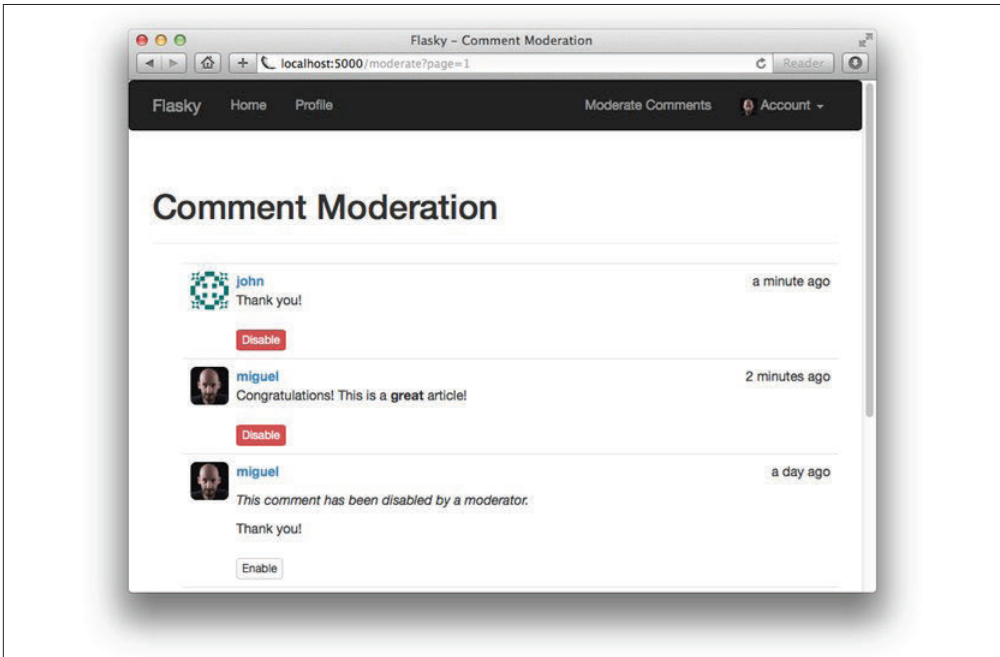 Flasky – Comment Moderation
localhost:5000/moderate?page=1
Reader
Flasky Home Profile Moderate Comments Account
Comment Moderation
john a minute ago
Thank you!
Disable
miguel 2 minutes ago
Congratulations! This is a great article!
Disable
miguel a day ago
This comment has been disabled by a moderator.
Thank you!
Enable